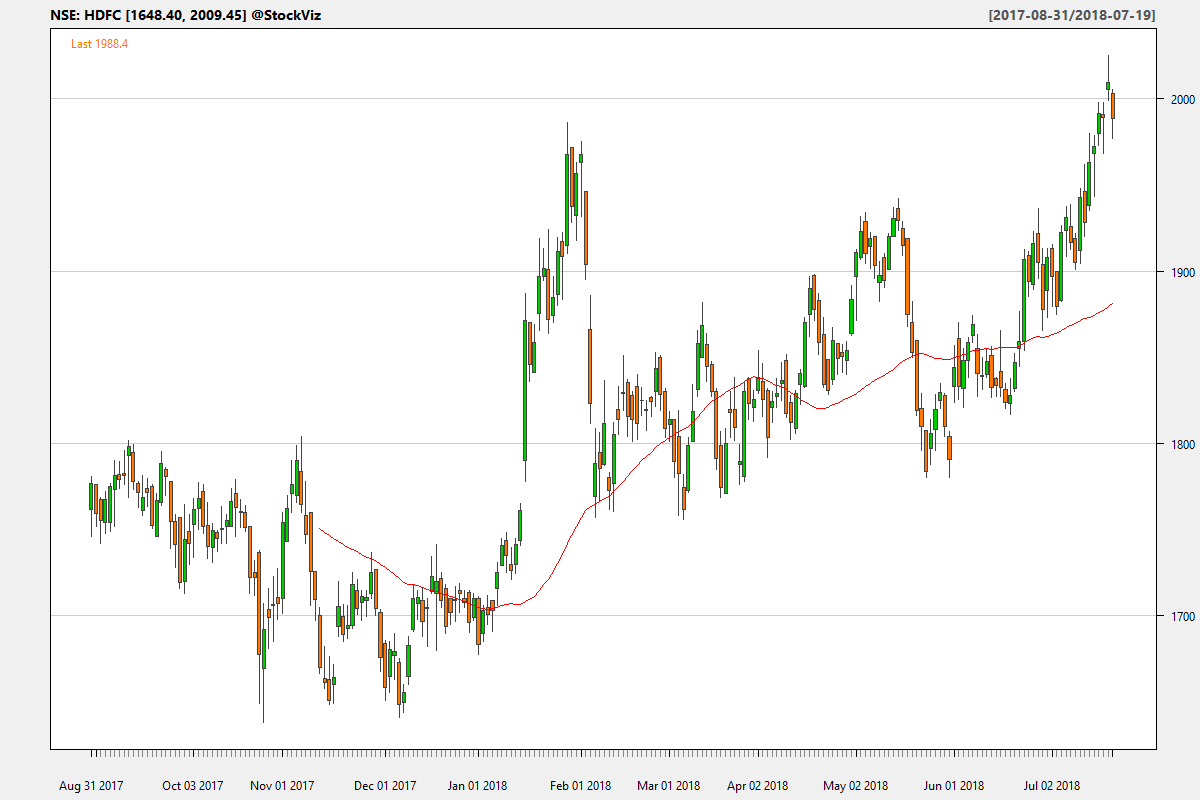 NSE: HDFC [1648.40, 2009.45] @StockViz [2017-08-31/2018-07-19]
Last 1988.4
2000
1900
1800
1700
Aug 31 2017 Oct 03 2017 Nov 01 2017 Dec 01 2017 Jan 01 2018 Feb 01 2018 Mar 01 2018 Apr 02 2018 May 02 2018 Jun 01 2018 Jul 02 2018